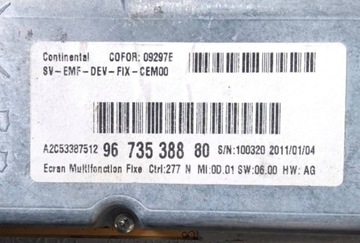 Continental COFOR: 09297E
SV-EMF-DEV-FIX-CEM00
A2C53387512 96 735 388 80 S/N:100320 2011/01/04
Ecran Multifonction Fixe Ctrl:277 N MI:0D.01 SW:06.00 HW: AG